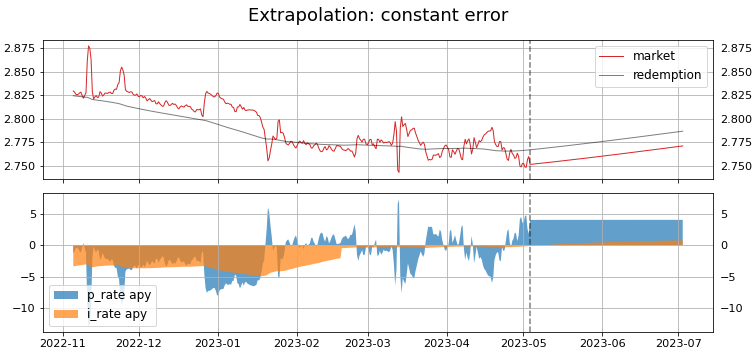 Extrapolation: constant error
2.875 2.875
2.850 2.850
2.825 2.825
2.800 2.800
2.775 2.775
2.750 2.750
market
redemption
5 5
0 0
−5 −5
−10 −10
p_rate apy
i_rate apy
2022-11 2022-12 2023-01 2023-02 2023-03 2023-04 2023-05 2023-06 2023-07